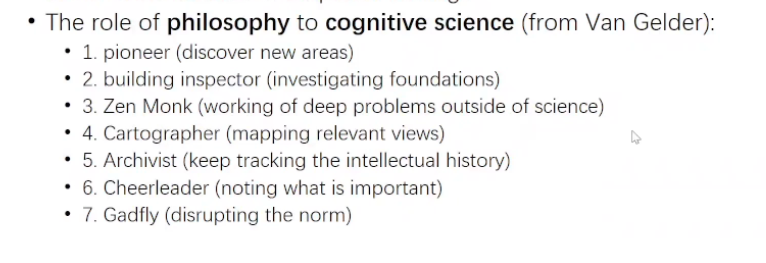 • The role of philosophy to cognitive science (from Van Gelder):
• 1. pioneer (discover new areas)
• 2. building inspector (investigating foundations)
• 3. Zen Monk (working of deep problems outside of science)
• 4. Cartographer (mapping relevant views)
• 5. Archivist (keep tracking the intellectual history)
• 6. Cheerleader (noting what is important)
• 7. Gadfly (disrupting the norm)